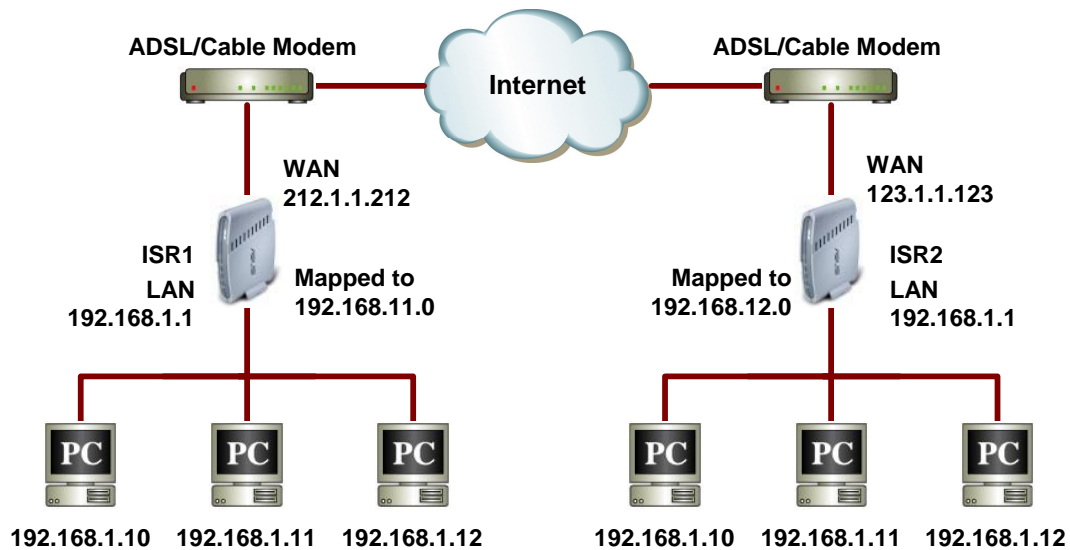 ADSL/Cable Modem
ADSL/Cable Modem
Internet
WAN
212.1.1.212
WAN
123.1.1.123
ISR1
LAN
192.168.1.1
Mapped to
192.168.11.0
Mapped to
192.168.12.0
ISR2
LAN
192.168.1.1
ASUS
ASUS
PC
PC
PC
PC
PC
PC
192.168.1.10
192.168.1.11
192.168.1.12
192.168.1.10
192.168.1.11
192.168.1.12